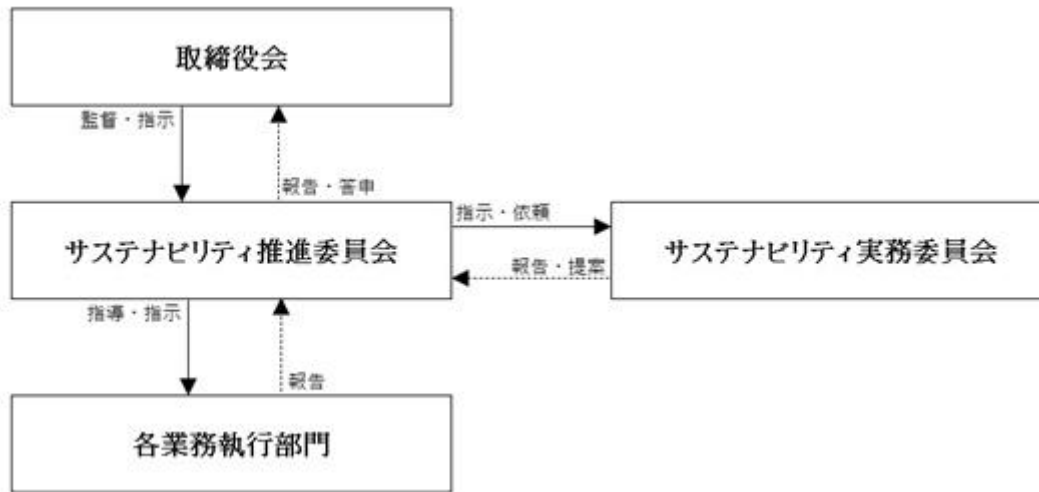 取締役会
監督・指示
報告・答申
サステナビリティ推進委員会
指示・依頼
報告・提案
サステナビリティ実務委員会
指導・指示
報告
各業務執行部門